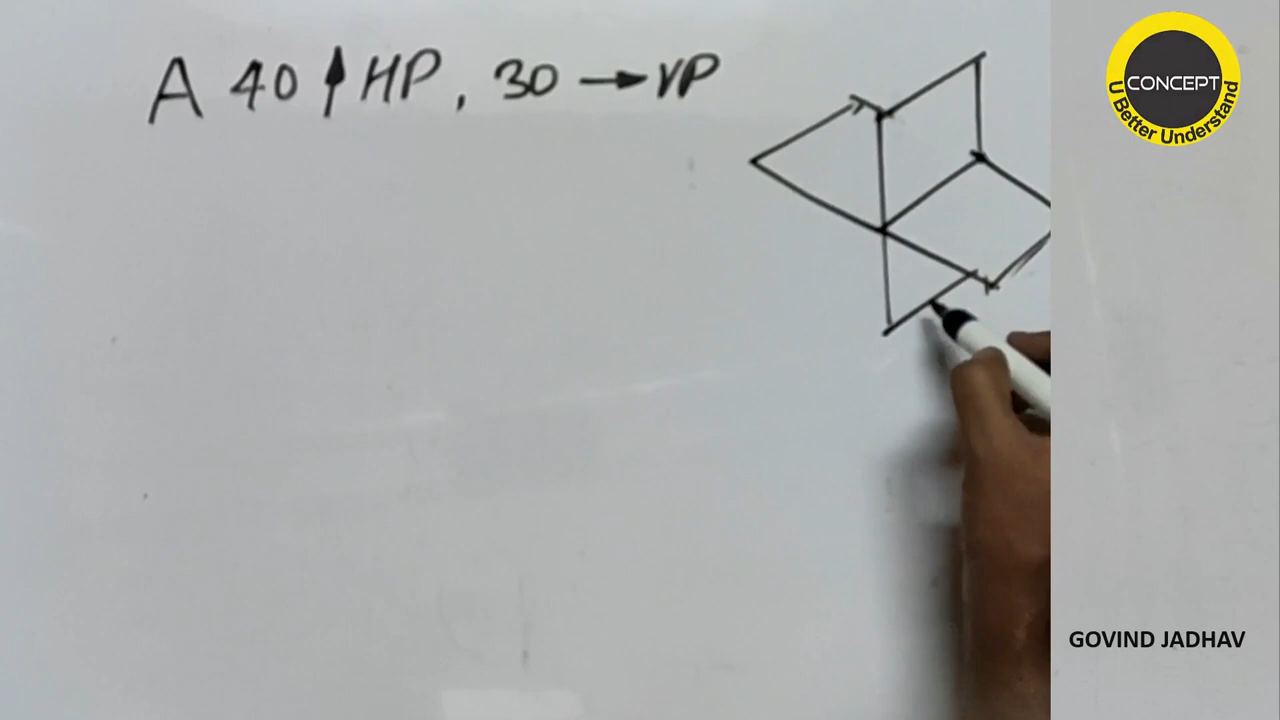 A 40 ↑ HP, 30 → VP
CONCEPT
U Better Understand
GOVIND JADHAV